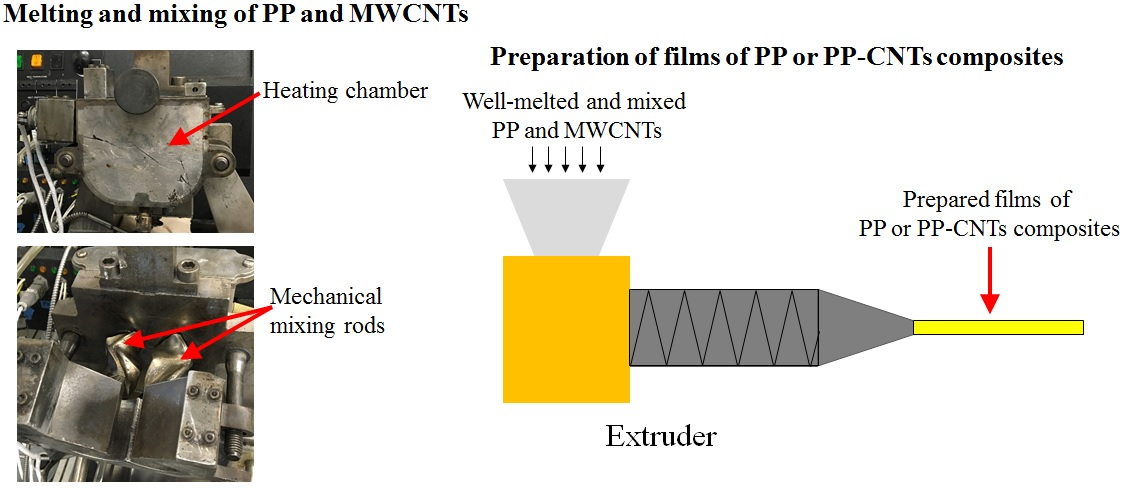 Melting and mixing of PP and MWCNTs
Heating chamber
Mechanical
mixing rods
Preparation of films of PP or PP-CNTs composites
Well-melted and mixed
PP and MWCNTs
Prepared films of
PP or PP-CNTs composites
Extruder